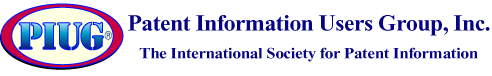 PIUG®
Patent Information Users Group, Inc.
The International Society for Patent Information